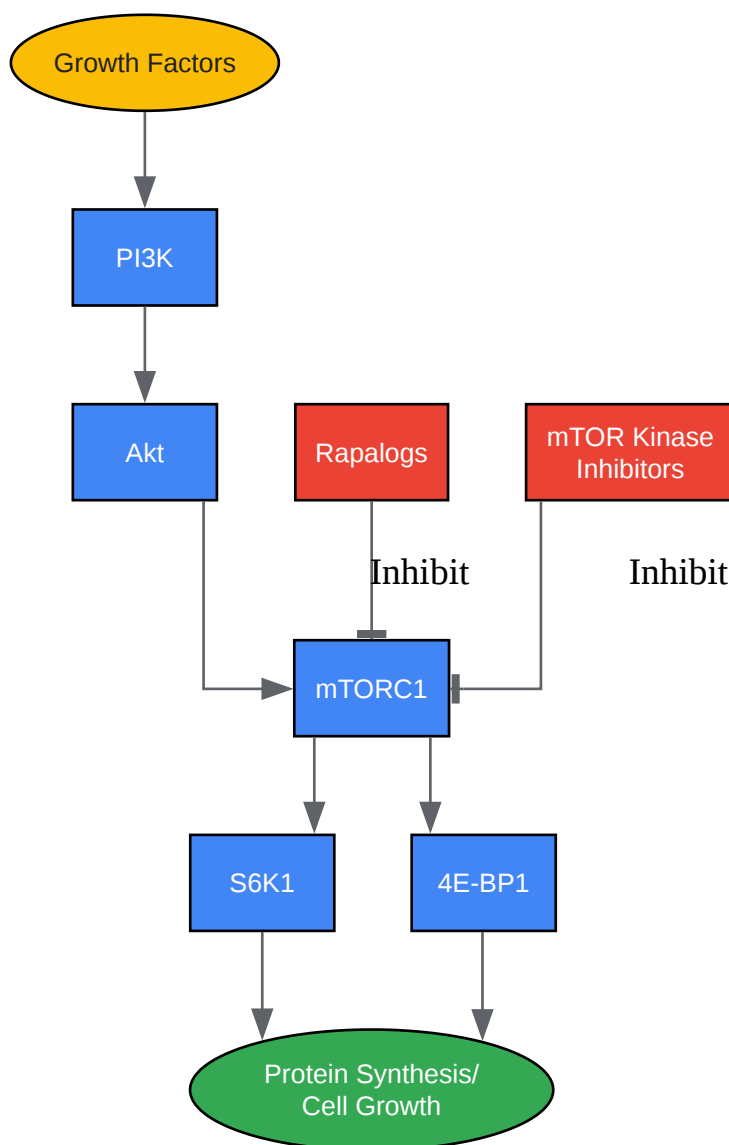 Growth Factors
PI3K
Akt
Rapalogs
mTOR Kinase
Inhibitors
Inhibit
Inhibit
mTORC1
S6K1
4E-BP1
Protein Synthesis/
Cell Growth